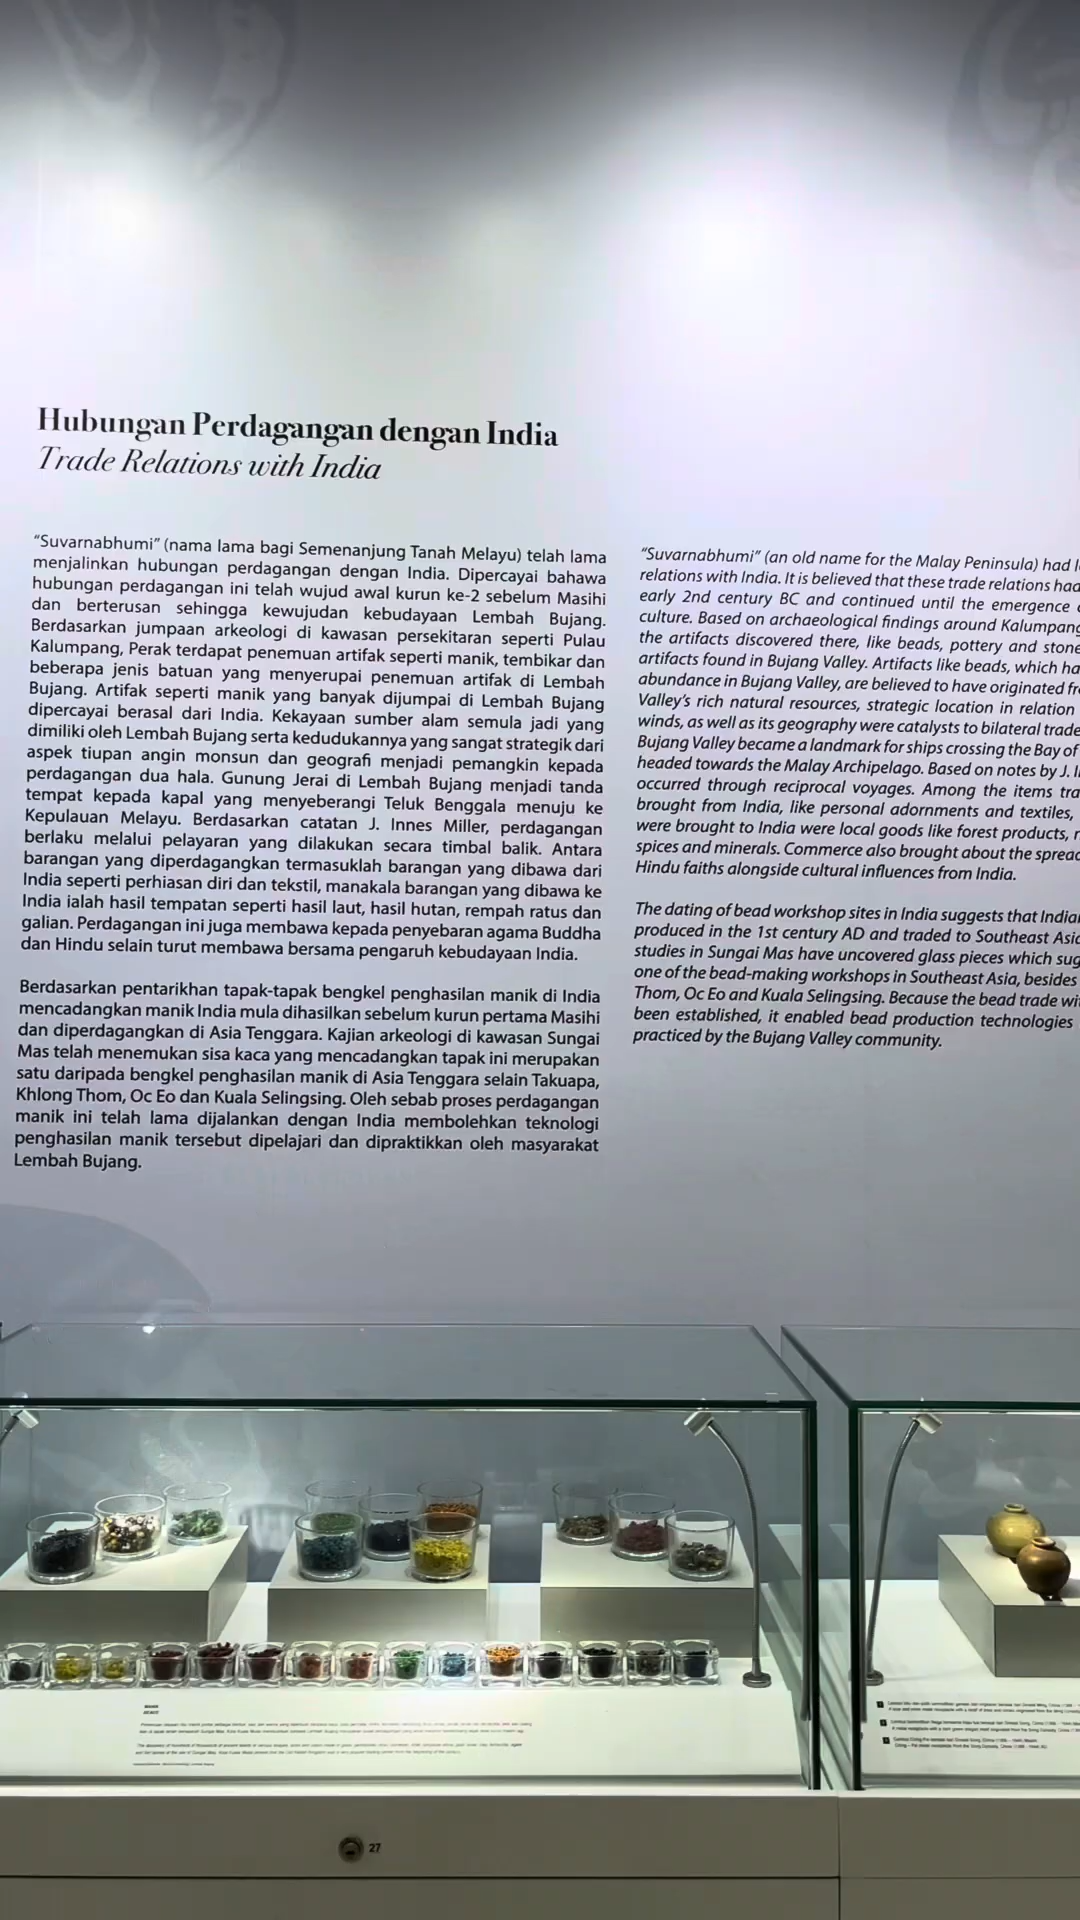 Hubungan Perdagangan dengan India
Trade Relations with India
"Suvarnabhumi" (nama lama bagi Semenanjung Tanah Melayu) telah lama
menjalinkan hubungan perdagangan dengan India. Dipercayai bahawa
hubungan perdagangan ini telah wujud awal kurun ke-2 sebelum Masihi
dan berterusan sehingga kewujudan kebudayaan Lembah Bujang.
Berdasarkan jumpaan arkeologi di kawasan persekitaran seperti Pulau
Kalumpang, Perak terdapat penemuan artifak seperti manik, tembikar dan
beberapa jenis batuan yang menyerupai penemuan artifak di Lembah
Bujang. Artifak seperti manik yang banyak dijumpai di Lembah Bujang
dipercayai berasal dari India. Kekayaan sumber alam semula jadi yang
dimiliki oleh Lembah Bujang serta kedudukannya yang sangat strategik dari
aspek tiupan angin monsun dan geografi menjadi pemangkin kepada
perdagangan dua hala. Gunung Jerai di Lembah Bujang menjadi tanda
tempat kepada kapal yang menyeberangi Teluk Benggala menuju ke
Kepulauan Melayu. Berdasarkan catatan J. Innes Miller, perdagangan
berlaku melalui pelayaran yang dilakukan secara timbal balik. Antara
barangan yang diperdagangkan termasuklah barangan yang dibawa dari
India seperti perhiasan diri dan tekstil, manakala barangan yang dibawa ke
India ialah hasil tempatan seperti hasil laut, hasil hutan, rempah ratus dan
galian. Perdagangan ini juga membawa kepada penyebaran agama Buddha
dan Hindu selain turut membawa bersama pengaruh kebudayaan India.
Berdasarkan pentarikhan tapak-tapak bengkel penghasilan manik di India
mencadangkan manik India mula dihasilkan sebelum kurun pertama Masihi
dan diperdagangkan di Asia Tenggara. Kajian arkeologi di kawasan Sungai
Mas telah menemukan sisa kaca yang mencadangkan tapak ini merupakan
satu daripada bengkel penghasilan manik di Asia Tenggara selain Takuapa,
Khlong Thom, Oc Eo dan Kuala Selingsing. Oleh sebab proses perdagangan
manik ini telah lama dijalankan dengan India membolehkan teknologi
penghasilan manik tersebut dipelajari dan dipraktikkan oleh masyarakat
Lembah Bujang.
"Suvarnabhumi" (an old name for the Malay Peninsula) had
relations with India. It is believed that these trade relations had
early 2nd century BC and continued until the emergence
culture. Based on archaeological findings around Kalumpang
the artifacts discovered there, like beads, pottery and stone
artifacts found in Bujang Valley. Artifacts like beads, which
abundance in Bujang Valley, are believed to have originated
Valley's rich natural resources, strategic location in relation
winds, as well as its geography were catalysts to bilateral trade
Bujang Valley became a landmark for ships crossing the Bay of
headed towards the Malay Archipelago. Based on notes by J.
occurred through reciprocal voyages. Among the items
brought from India, like personal adornments and textiles,
were brought to India were local goods like forest products,
spices and minerals. Commerce also brought about the spread
Hindu faiths alongside cultural influences from India.
The dating of bead workshop sites in India suggests that
produced in the 1st century AD and traded to Southeast
studies in Sungai Mas have uncovered glass pieces which
one of the bead-making workshops in Southeast Asia, besides
Thom, Oc Eo and Kuala Selingsing. Because the bead trade
been established, it enabled bead production technologies
practiced by the Bujang Valley community.
27